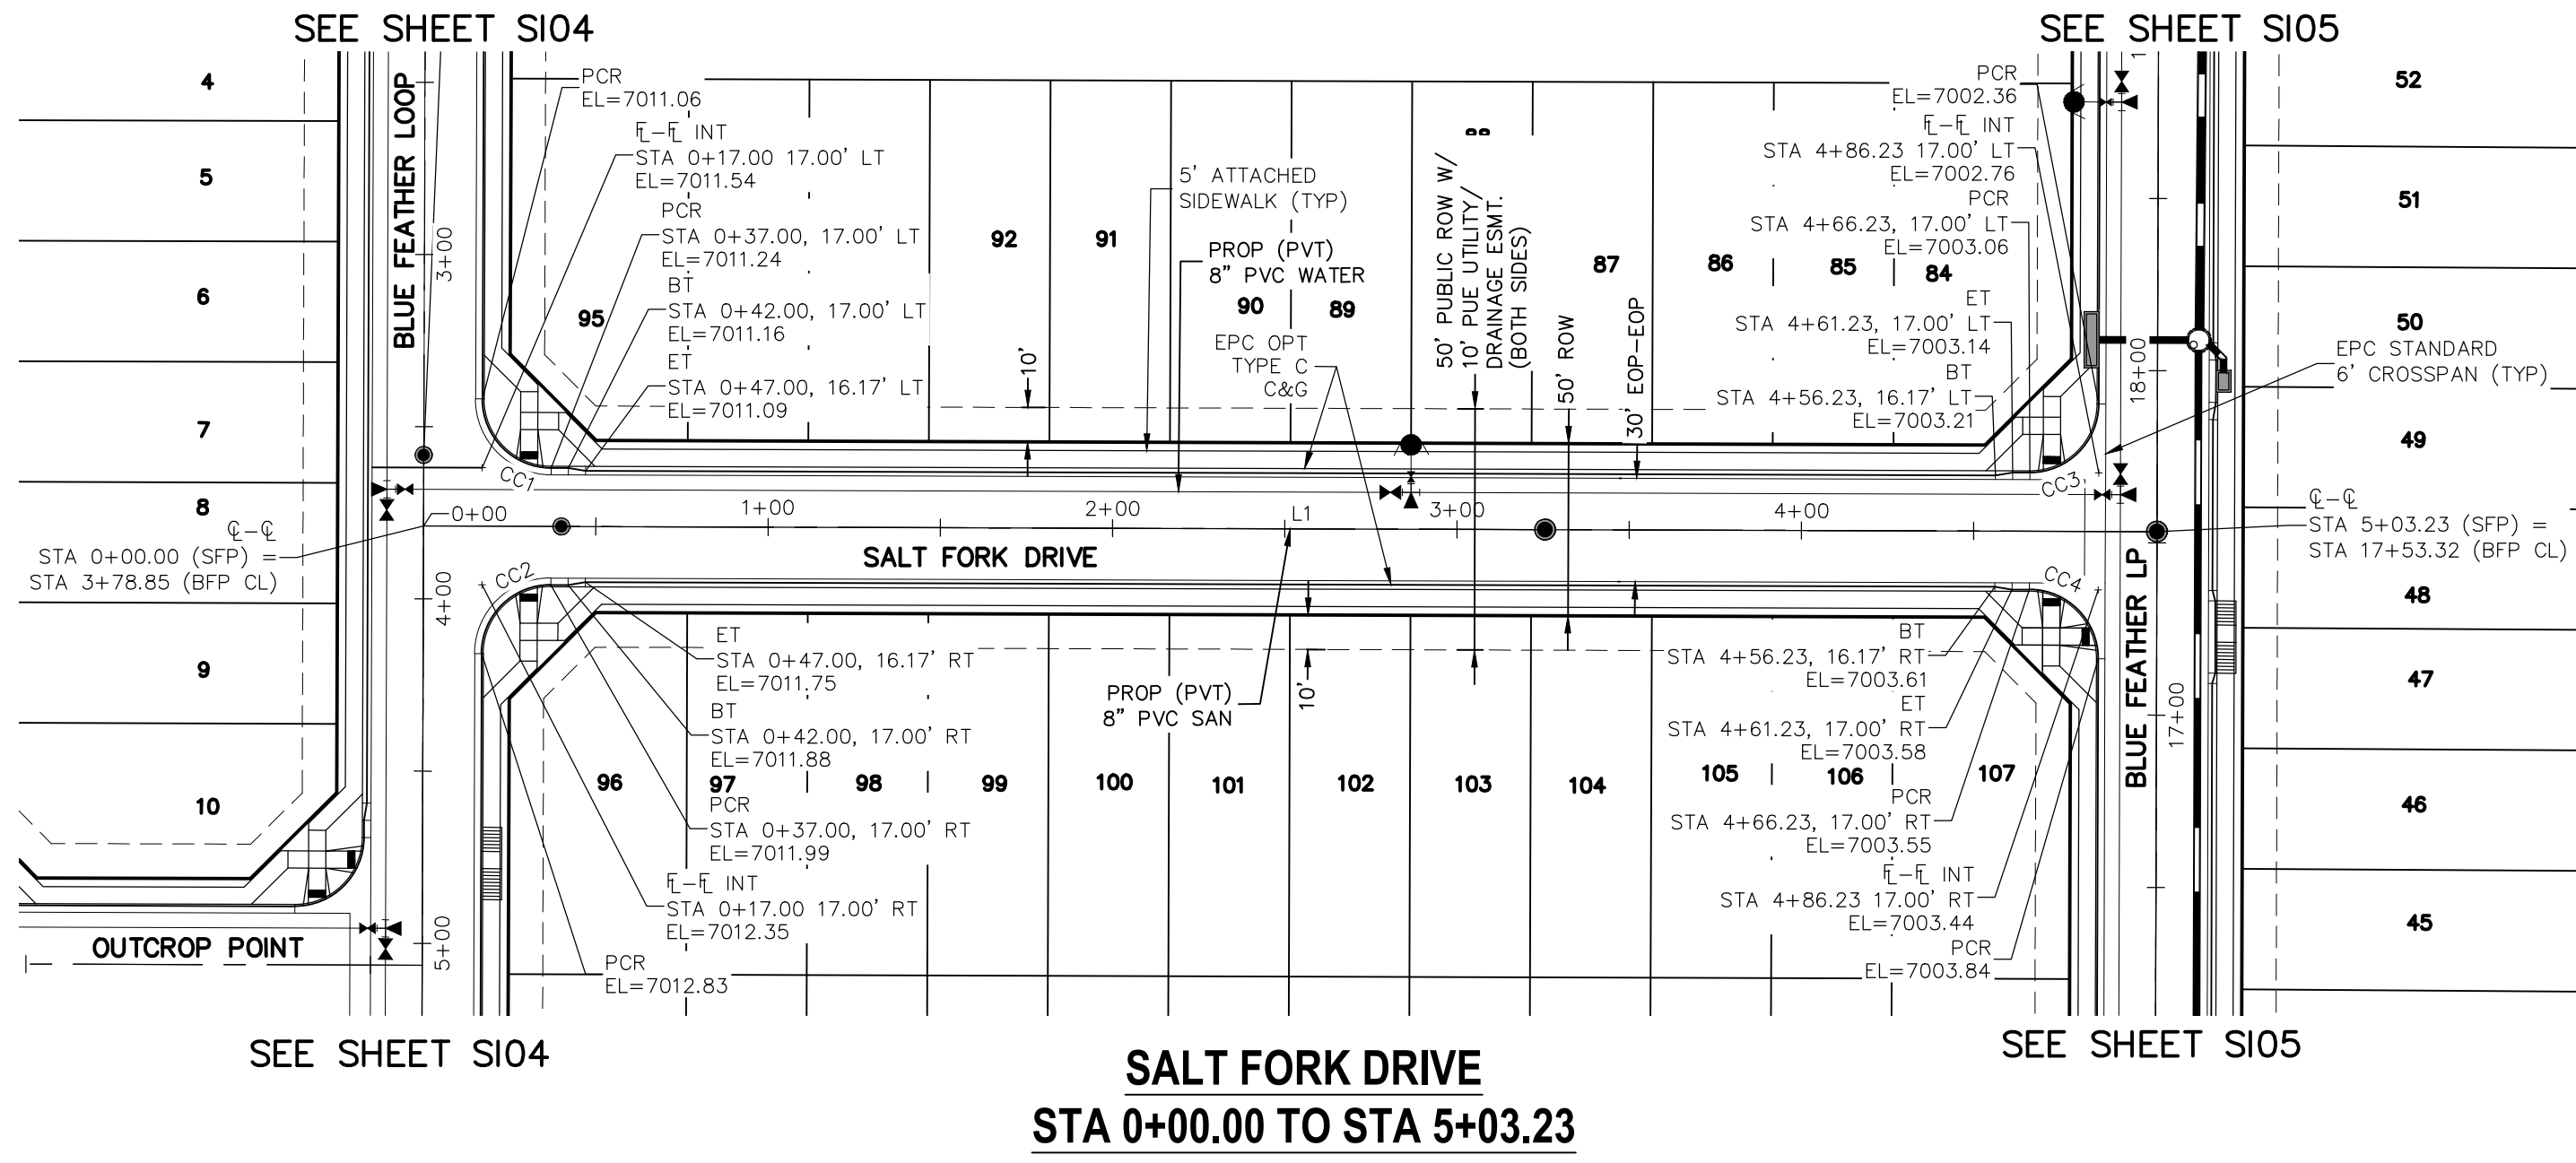 SEE SHEET SI04
SEE SHEET SI05
4
5
6
7
8
9
10
BLUE FEATHER LOOP
3+00
4+00
5+00
PCR
EL=7011.06
FL-FL INT
STA 0+17.00 17.00' LT
EL=7011.54
PCR
STA 0+37.00, 17.00' LT
EL=7011.24
BT
STA 0+42.00, 17.00' LT
EL=7011.16
ET
STA 0+47.00, 16.17' LT
EL=7011.09
95
92
91
90
89
87
86
85
84
5' ATTACHED
SIDEWALK (TYP)
PROP (PVT)
8" PVC WATER
EPC OPT
TYPE C
C&G
10'
50' PUBLIC ROW W/
10' PUE UTILITY/
DRAINAGE ESMT.
(BOTH SIDES)
50' ROW
30' EOP-EOP
PCR
EL=7002.36
FL-FL INT
STA 4+86.23 17.00' LT
EL=7002.76
PCR
STA 4+66.23, 17.00' LT
EL=7003.06
ET
STA 4+61.23, 17.00' LT
EL=7003.14
BT
STA 4+56.23, 16.17' LT
EL=7003.21
52
51
50
49
48
47
46
45
EPC STANDARD
6' CROSSPAN (TYP)
18+00
17+00
1
CC1
CC2
CC3
CC4
0+00
1+00
2+00
L1
3+00
4+00
SALT FORK DRIVE
CL-CL
STA 0+00.00 (SFP) =
STA 3+78.85 (BFP CL)
CL-CL
STA 5+03.23 (SFP) =
STA 17+53.32 (BFP CL)
BLUE FEATHER LP
ET
STA 0+47.00, 16.17' RT
EL=7011.75
BT
STA 0+42.00, 17.00' RT
EL=7011.88
PCR
STA 0+37.00, 17.00' RT
EL=7011.99
FL-FL INT
STA 0+17.00 17.00' RT
EL=7012.35
PCR
EL=7012.83
PROP (PVT)
8" PVC SAN
10'
96
97
98
99
100
101
102
103
104
105
106
107
BT
STA 4+56.23, 16.17' RT
EL=7003.61
ET
STA 4+61.23, 17.00' RT
EL=7003.58
PCR
STA 4+66.23, 17.00' RT
EL=7003.55
FL-FL INT
STA 4+86.23 17.00' RT
EL=7003.44
PCR
EL=7003.84
OUTCROP POINT
SEE SHEET SI04
SEE SHEET SI05
SALT FORK DRIVE
STA 0+00.00 TO STA 5+03.23